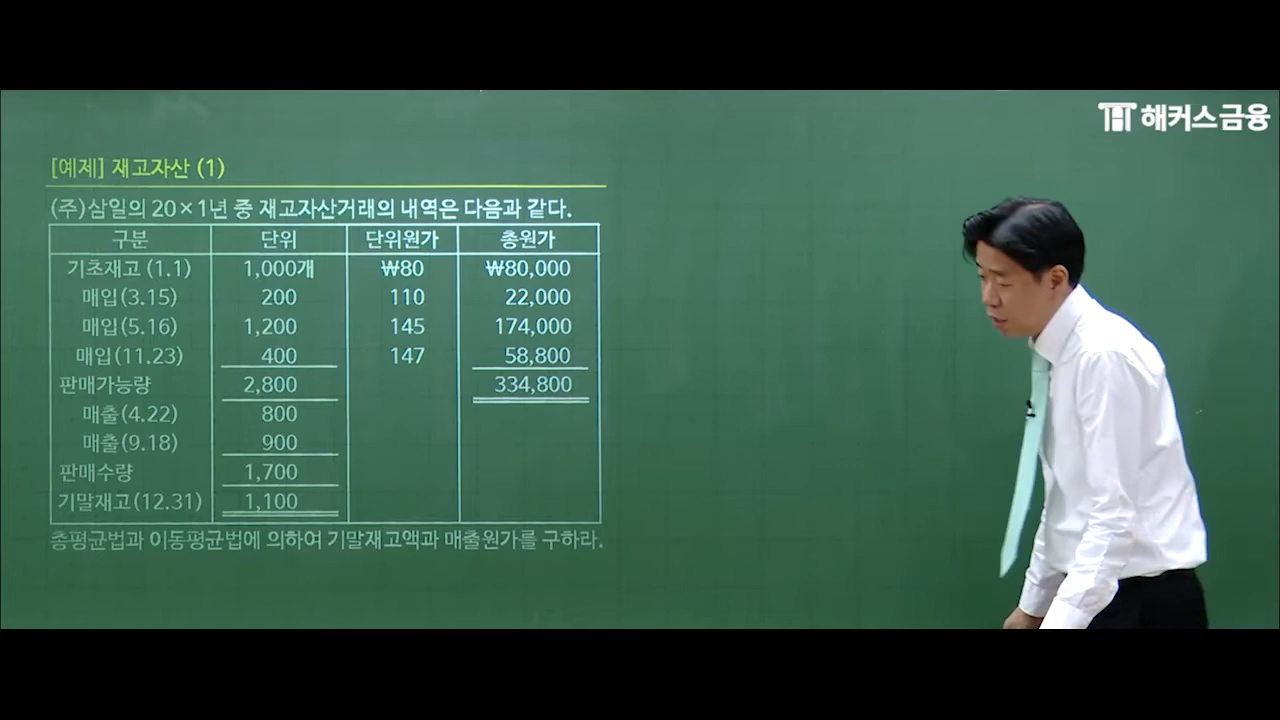 해커스금융
[예제] 재고자산 (1)
(주)삼일의 20×1년 중 재고자산거래의 내역은 다음과 같다.
구분 단위 단위원가 총원가
기초재고 (1.1) 1,000개 ₩80 ₩80,000
매입(3.15) 200 110 22,000
매입(5.16) 1,200 145 174,000
매입(11.23) 400 147 58,800
판매가능량 2,800 334,800
매출(4.22) 800
매출(9.18) 900
판매수량 1,700
기말재고(12.31) 1,100
총평균법과 이동평균법에 의하여 기말재고액과 매출원가를 구하라.